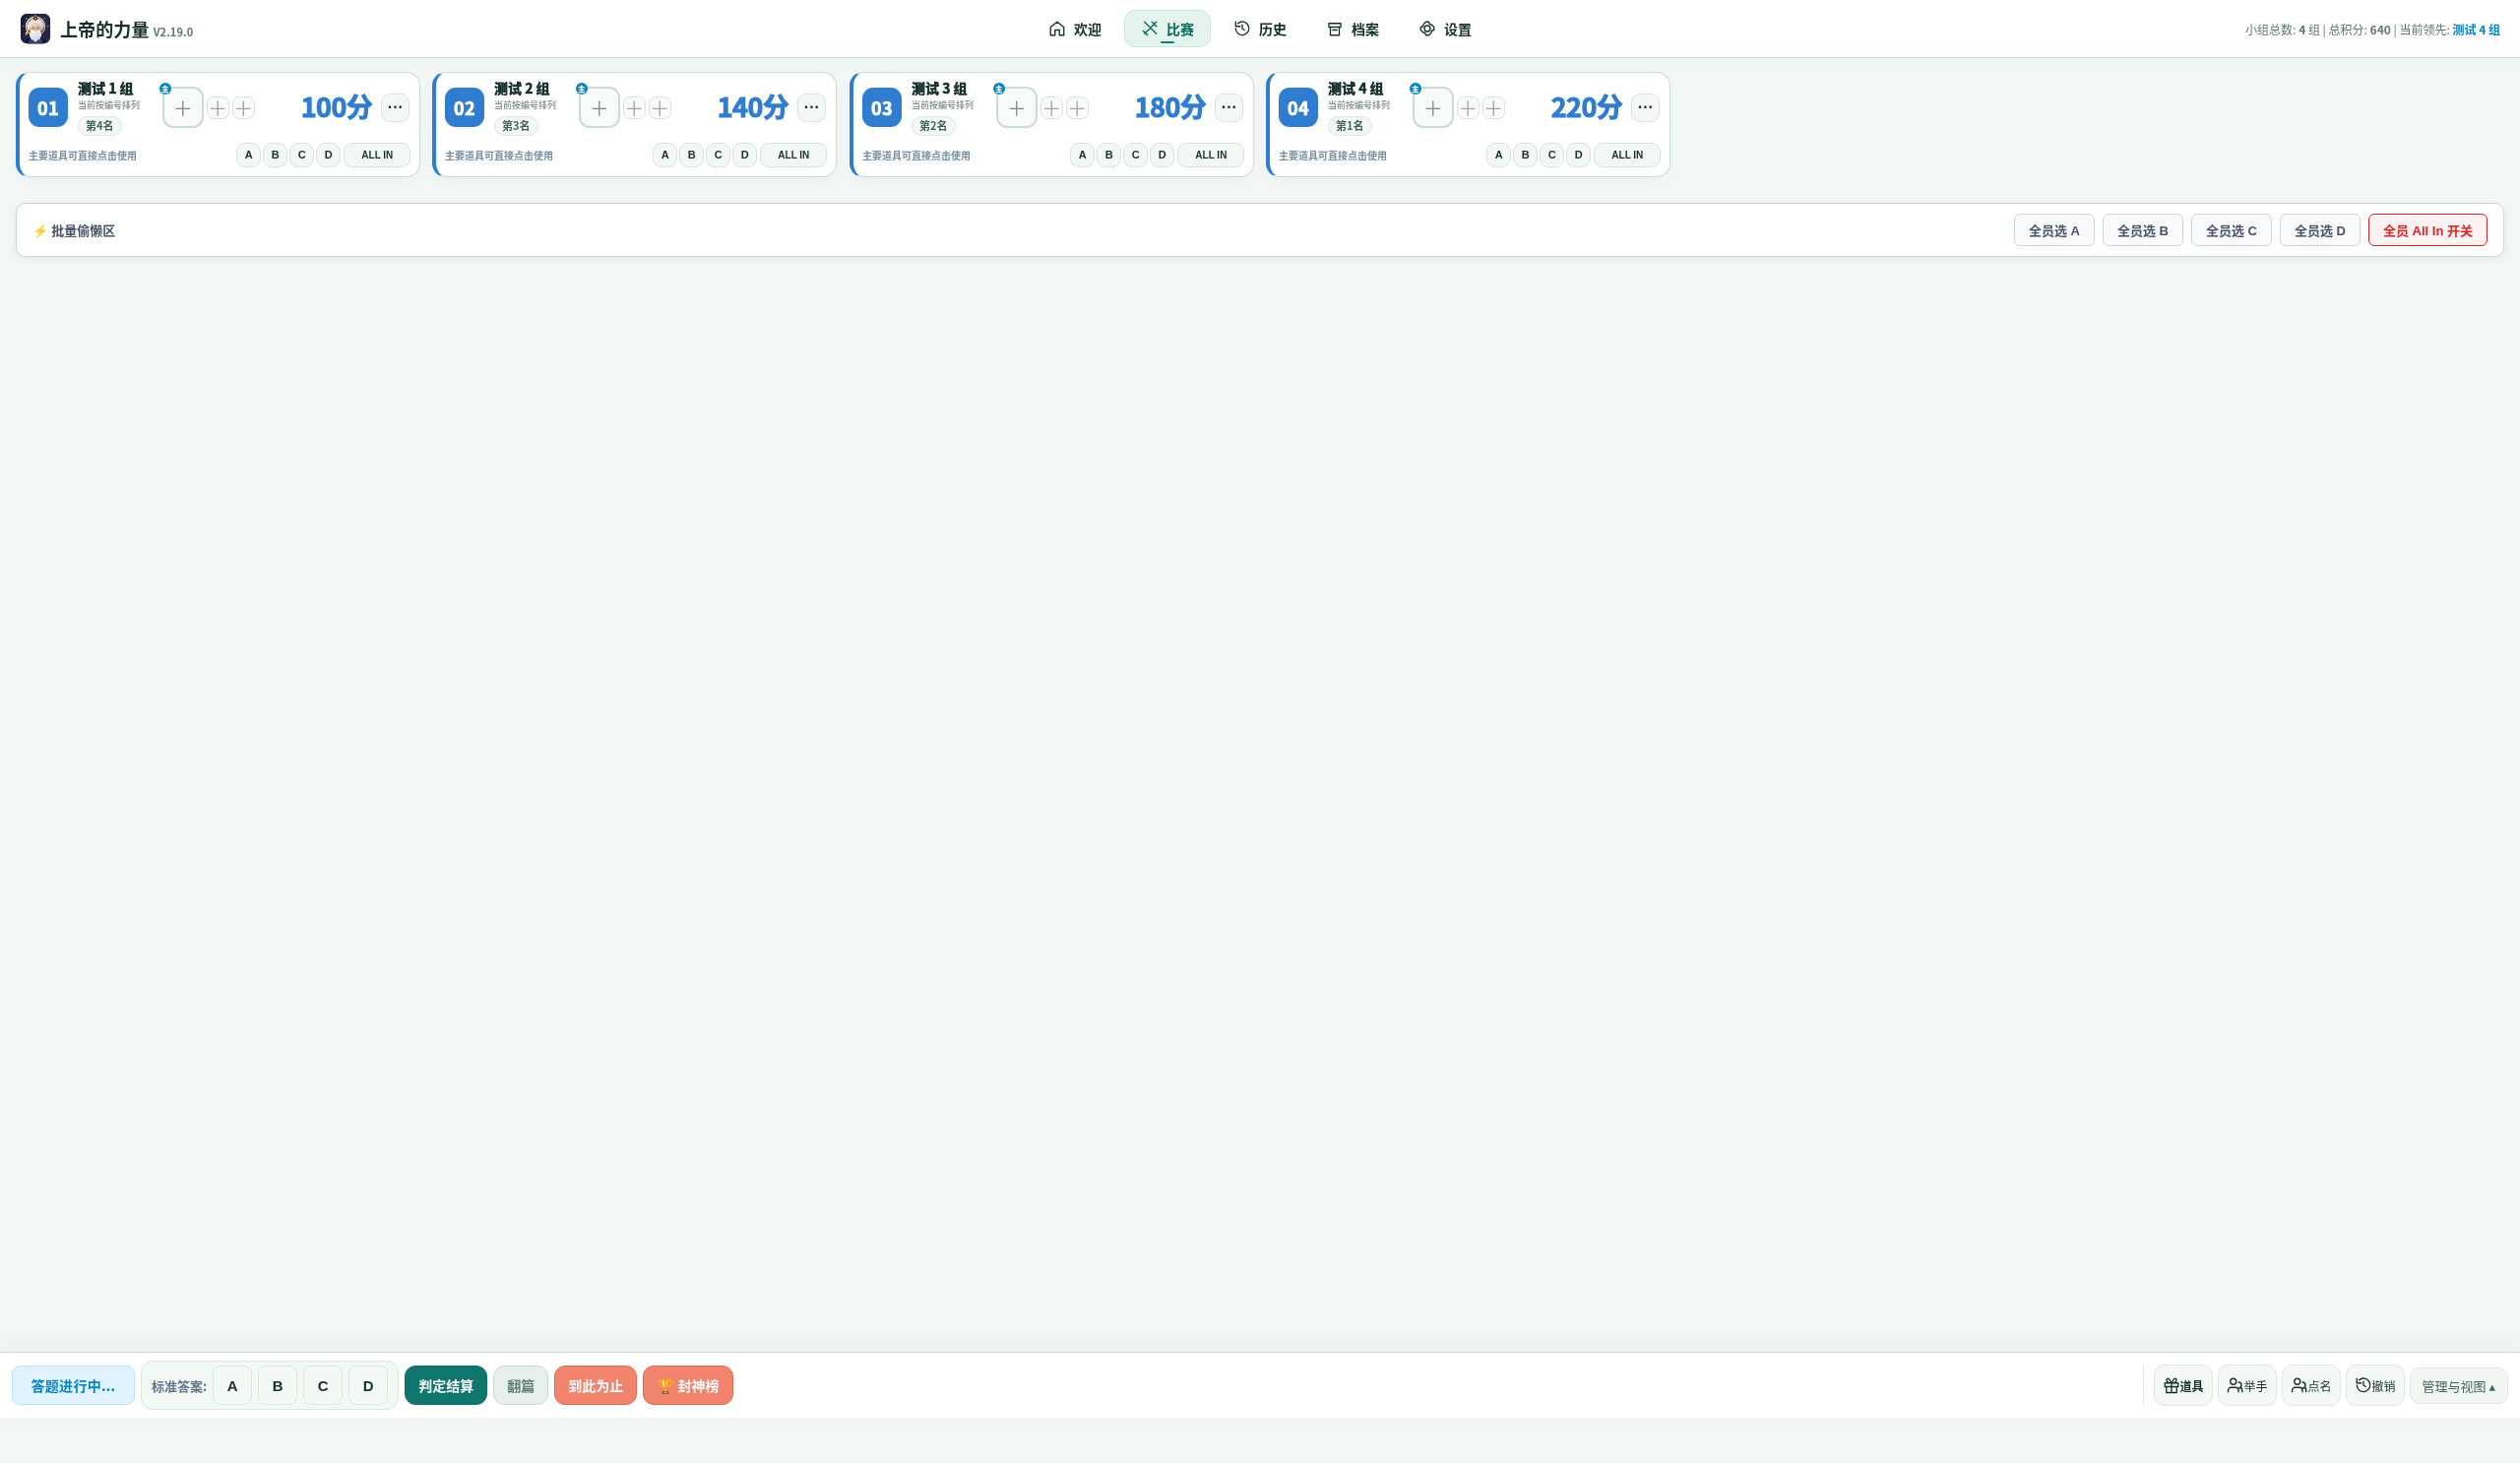 上帝的力量 V2.19.0
欢迎
比赛
历史
档案
设置
小组总数: 4 组 | 总积分: 640 | 当前领先: 测试 4 组
01
测试 1 组
当前按编号排列
第4名
主
100分
主要道具可直接点击使用
A B C D ALL IN
02
测试 2 组
当前按编号排列
第3名
主
140分
主要道具可直接点击使用
A B C D ALL IN
03
测试 3 组
当前按编号排列
第2名
主
180分
主要道具可直接点击使用
A B C D ALL IN
04
测试 4 组
当前按编号排列
第1名
主
220分
主要道具可直接点击使用
A B C D ALL IN
⚡ 批量偷懒区
全员选 A
全员选 B
全员选 C
全员选 D
全员 All In 开关
答题进行中...
标准答案: A B C D
判定结算
翻篇
到此为止
🏆 封神榜
道具
举手
点名
撤销
管理与视图 ▴